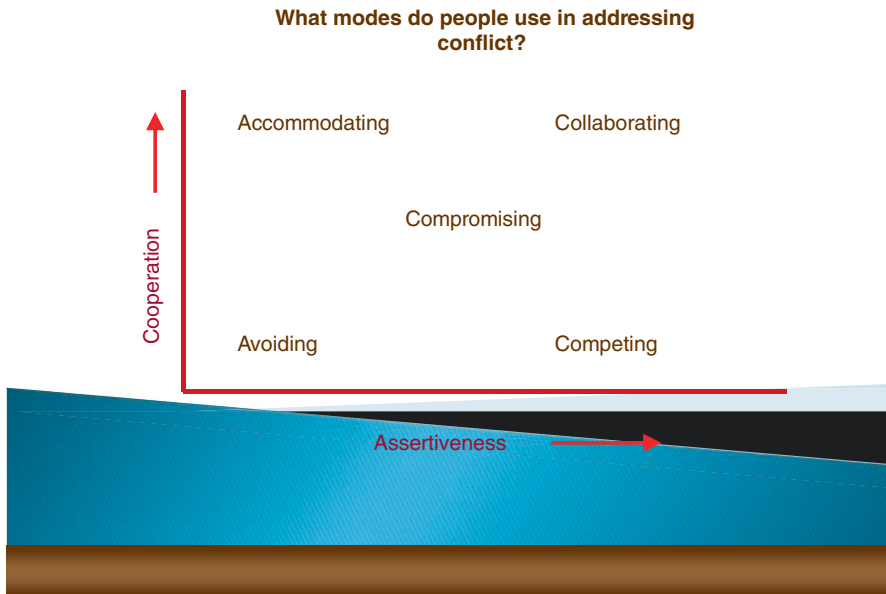 What modes do people use in addressing
conflict?
Accommodating
Collaborating
Compromising
Cooperation
Avoiding
Competing
Assertiveness